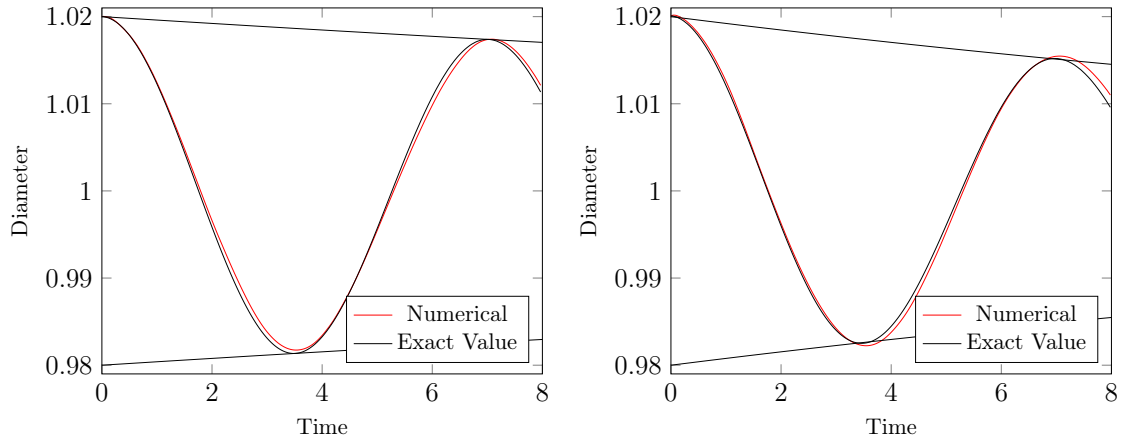 1.02
1.01
1
0.99
0.98
Diameter
0
2
4
6
8
Time
Numerical
Exact Value
1.02
1.01
1
0.99
0.98
Diameter
0
2
4
6
8
Time
Numerical
Exact Value